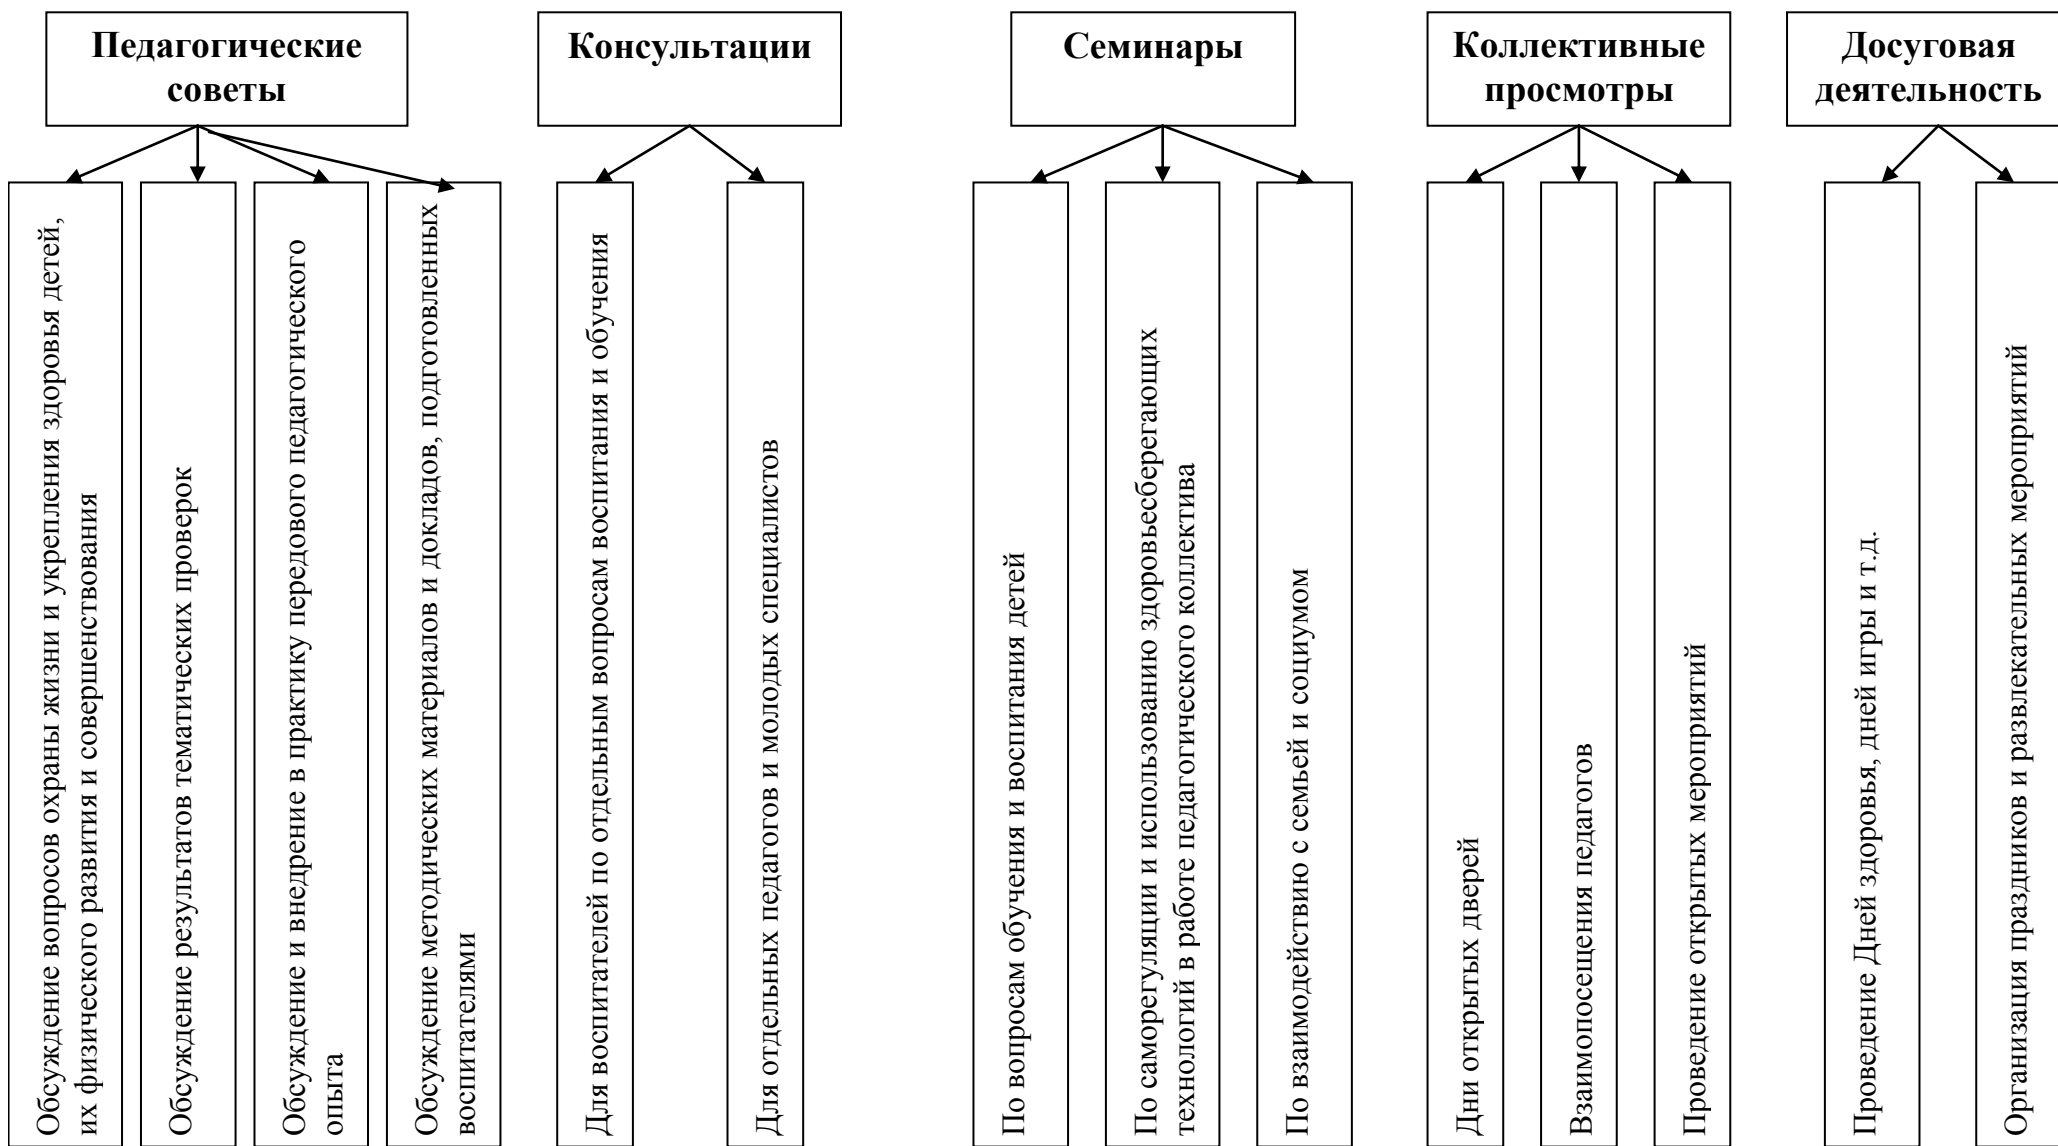 Педагогические
советы
Консультации
Семинары
Коллективные
просмотры
Досуговая
деятельность
Обсуждение вопросов охраны жизни и укрепления здоровья детей,
их физического развития и совершенствования
Обсуждение результатов тематических проверок
Обсуждение и внедрение в практику передового педагогического
опыта
Обсуждение методических материалов и докладов, подготовленных
воспитателями
Для воспитателей по отдельным вопросам воспитания и обучения
Для отдельных педагогов и молодых специалистов
По вопросам обучения и воспитания детей
По саморегуляции и использованию здоровьесберегающих
технологий в работе педагогического коллектива
По взаимодействию с семьей и социумом
Дни открытых дверей
Взаимопосещения педагогов
Проведение открытых мероприятий
Проведение Дней здоровья, дней игры и т.д.
Организация праздников и развлекательных мероприятий